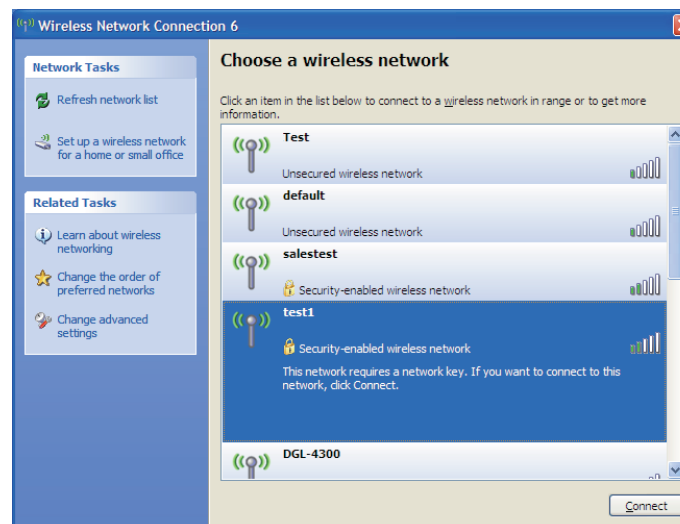 Wireless Network Connection 6
Network Tasks
Refresh network list
Set up a wireless network
for a home or small office
Related Tasks
Learn about wireless
networking
Change the order of
preferred networks
Change advanced
settings
Choose a wireless network
Click an item in the list below to connect to a wireless network in range or to get more
information.
Test
Unsecured wireless network
default
Unsecured wireless network
salestest
Security-enabled wireless network
test1
Security-enabled wireless network
This network requires a network key. If you want to connect to this
network, click Connect.
DGL-4300
Connect